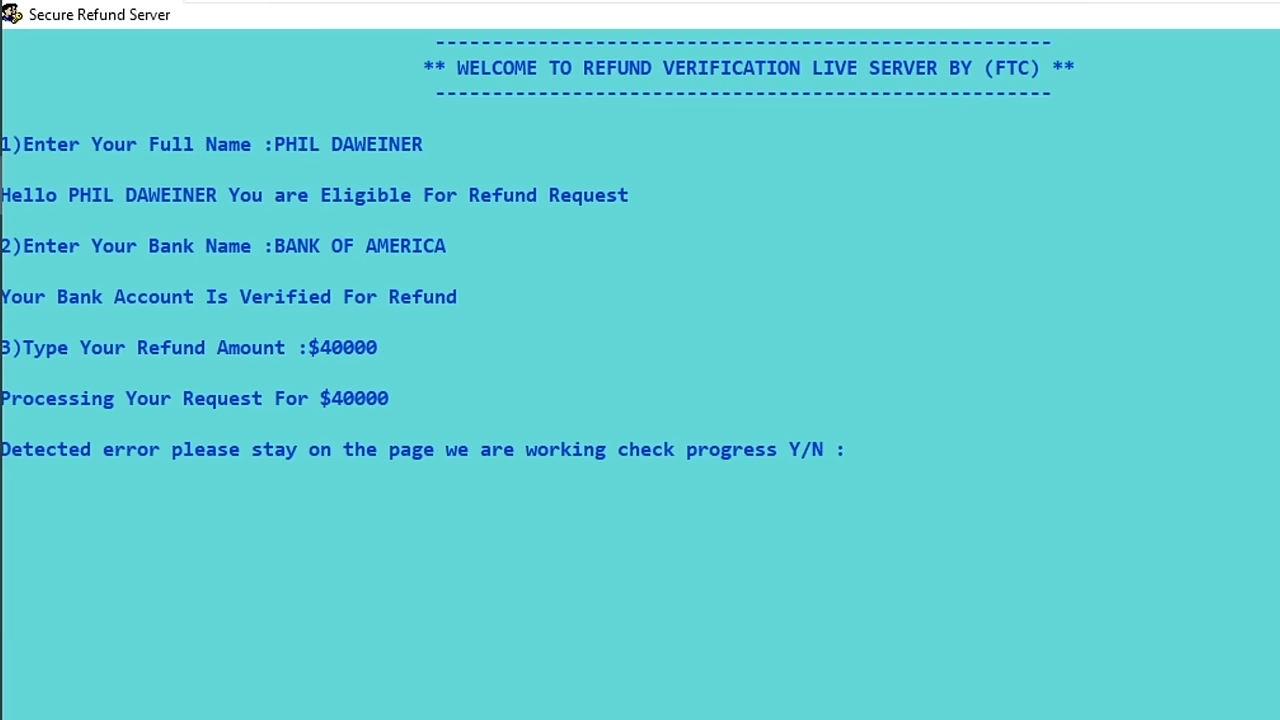 Secure Refund Server
------------------------------------------------------
** WELCOME TO REFUND VERIFICATION LIVE SERVER BY (FTC) **
------------------------------------------------------
1)Enter Your Full Name :PHIL DAWEINER
Hello PHIL DAWEINER You are Eligible For Refund Request
2)Enter Your Bank Name :BANK OF AMERICA
Your Bank Account Is Verified For Refund
3)Type Your Refund Amount :$40000
Processing Your Request For $40000
Detected error please stay on the page we are working check progress Y/N :